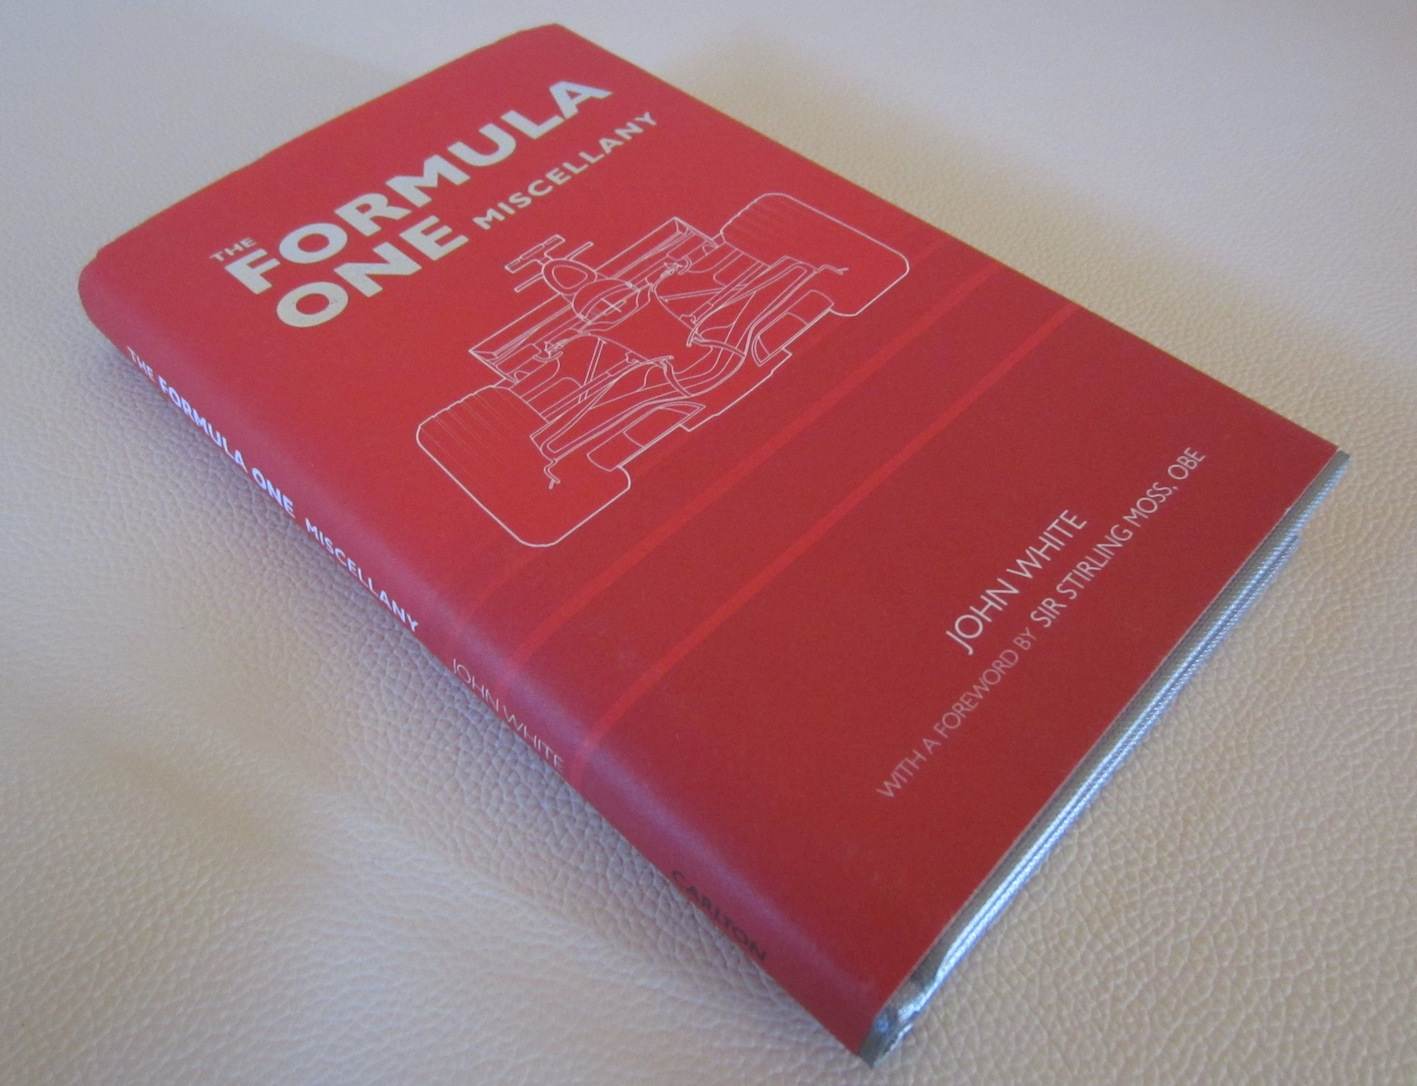 THE
FORMULA
ONE MISCELLANY
JOHN WHITE
WITH A FOREWORD BY SIR STIRLING MOSS, OBE
THE FORMULA ONE MISCELLANY JOHN WHITE CARLTON